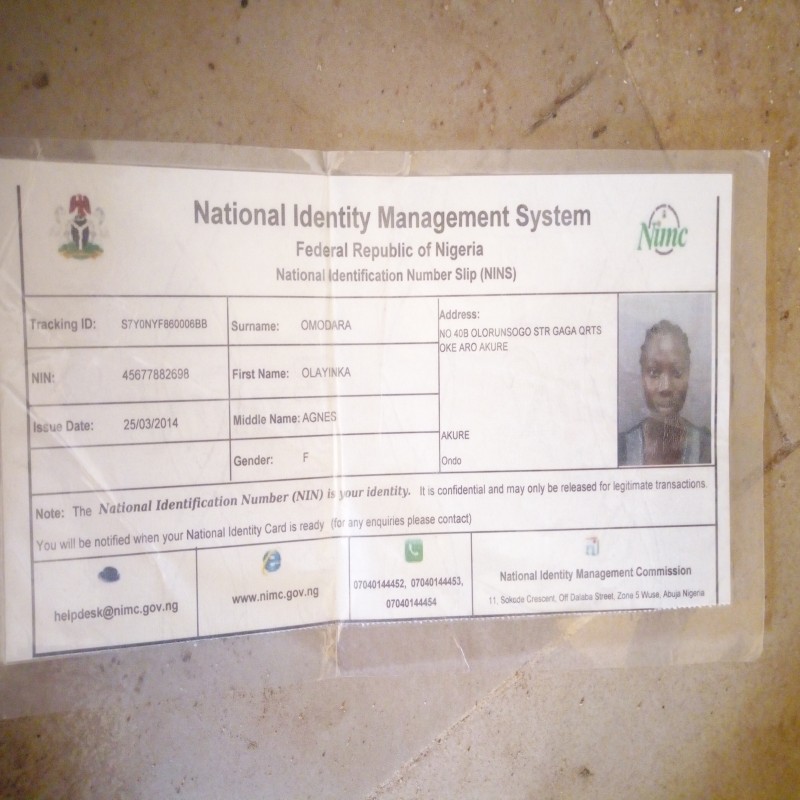 National Identity Management System
Federal Republic of Nigeria
National Identification Number Slip (NINS)
Nimc
Tracking ID: S7Y0NYF860006BB
Surname: OMODARA
Address:
NO 40B OLORUNSOGO STR GAGA QRTS
OKE ARO AKURE
NIN: 45677882698
First Name: OLAYINKA
Issue Date: 25/03/2014
Middle Name: AGNES
AKURE
Gender: F
Ondo
Note: The National Identification Number (NIN) is your identity. It is confidential and may only be released for legitimate transactions.
You will be notified when your National Identity Card is ready (for any enquiries please contact)
helpdesk@nimc.gov.ng
www.nimc.gov.ng
07040144452, 07040144453,
07040144454
National Identity Management Commission
11, Sokode Crescent, Off Dalaba Street, Zone 5 Wuse, Abuja Nigeria